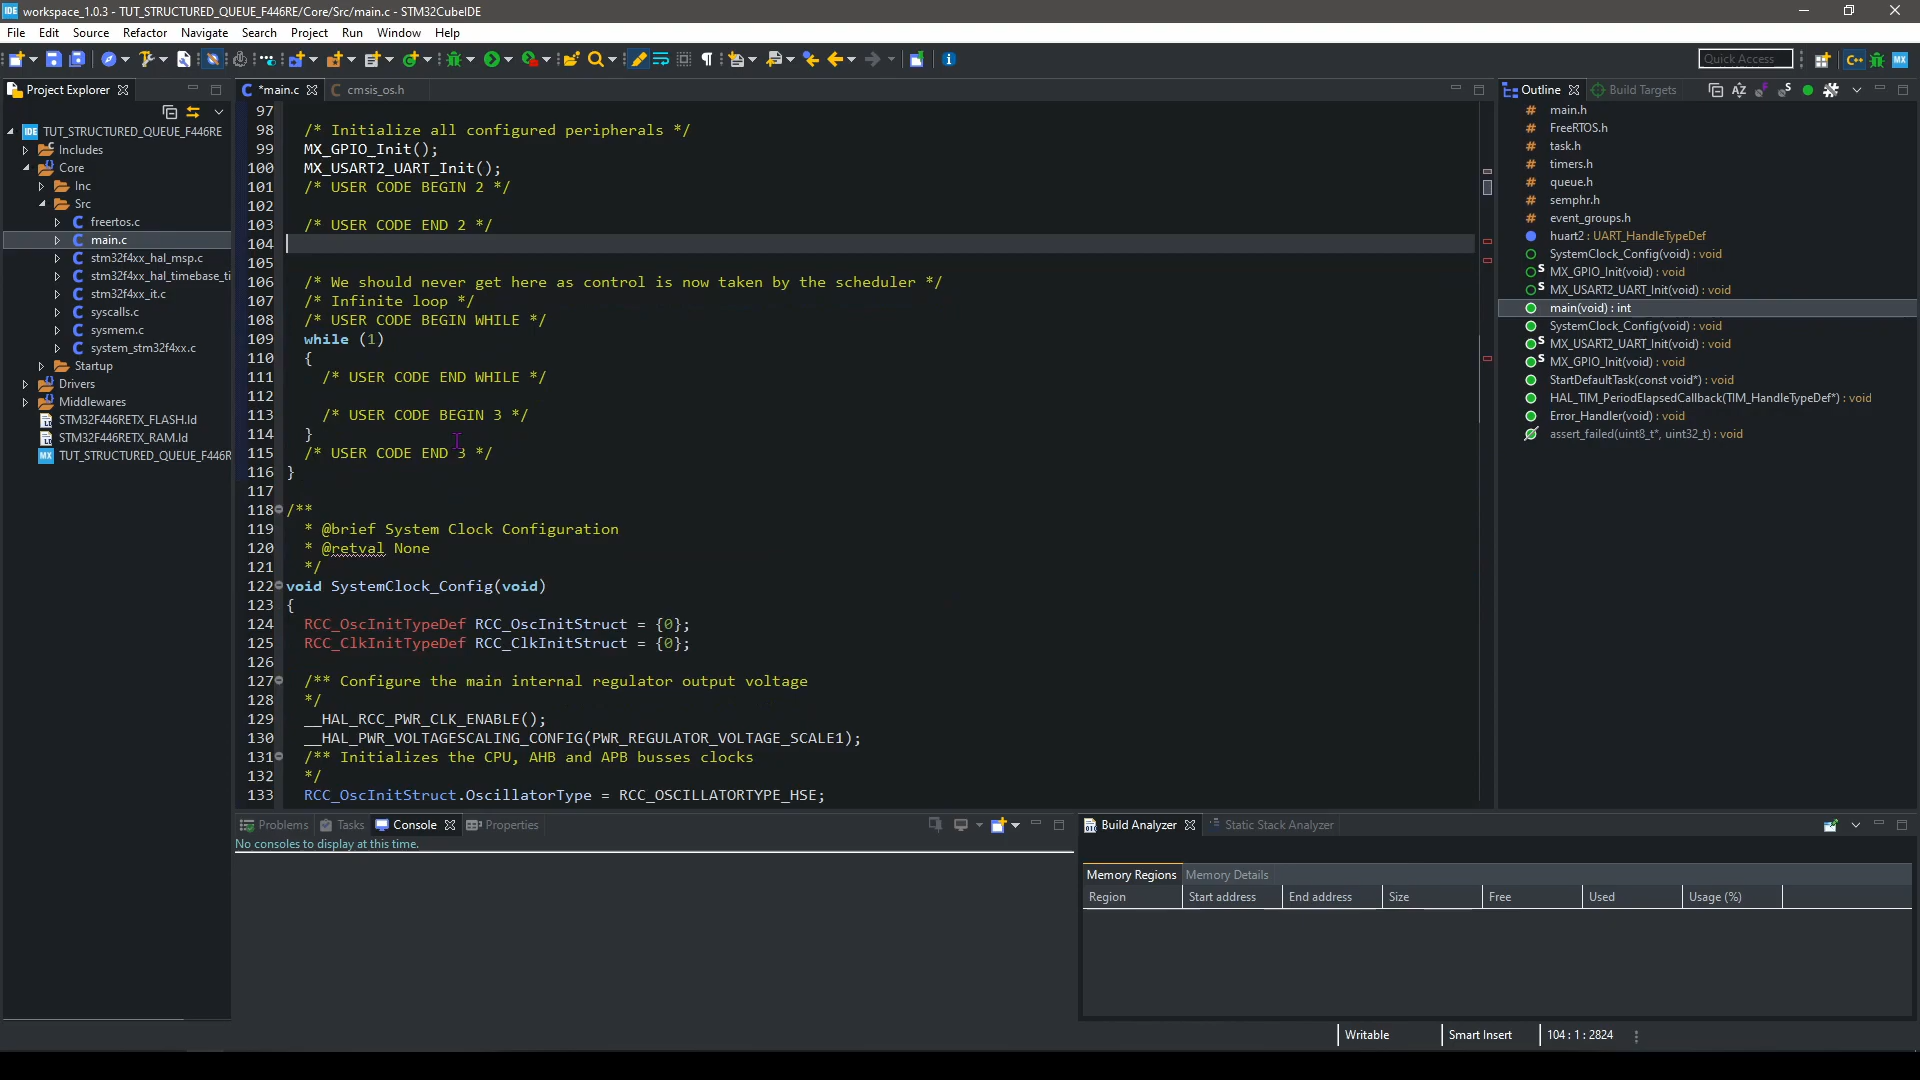 IDE workspace_1.0.3 - TUT_STRUCTURED_QUEUE_F446RE/Core/Src/main.c - STM32CubeIDE
File Edit Source Refactor Navigate Search Project Run Window Help
Quick Access
Project Explorer
*main.c
cmsis_os.h
Outline
Build Targets
IDE TUT_STRUCTURED_QUEUE_F446RE
Includes
Core
Inc
Src
freertos.c
main.c
stm32f4xx_hal_msp.c
stm32f4xx_hal_timebase_ti
stm32f4xx_it.c
syscalls.c
sysmem.c
system_stm32f4xx.c
Startup
Drivers
Middlewares
STM32F446RETX_FLASH.ld
STM32F446RETX_RAM.ld
MX TUT_STRUCTURED_QUEUE_F446R
97
98 /* Initialize all configured peripherals */
99 MX_GPIO_Init();
100 MX_USART2_UART_Init();
101 /* USER CODE BEGIN 2 */
102
103 /* USER CODE END 2 */
104
105
106 /* We should never get here as control is now taken by the scheduler */
107 /* Infinite loop */
108 /* USER CODE BEGIN WHILE */
109 while (1)
110 {
111 /* USER CODE END WHILE */
112
113 /* USER CODE BEGIN 3 */
114 }
115 /* USER CODE END 3 */
116 }
117
118 /**
119 * @brief System Clock Configuration
120 * @retval None
121 */
122 void SystemClock_Config(void)
123 {
124 RCC_OscInitTypeDef RCC_OscInitStruct = {0};
125 RCC_ClkInitTypeDef RCC_ClkInitStruct = {0};
126
127 /** Configure the main internal regulator output voltage
128 */
129 __HAL_RCC_PWR_CLK_ENABLE();
130 __HAL_PWR_VOLTAGESCALING_CONFIG(PWR_REGULATOR_VOLTAGE_SCALE1);
131 /** Initializes the CPU, AHB and APB busses clocks
132 */
133 RCC_OscInitStruct.OscillatorType = RCC_OSCILLATORTYPE_HSE;
main.h
FreeRTOS.h
task.h
timers.h
queue.h
semphr.h
event_groups.h
huart2 : UART_HandleTypeDef
SystemClock_Config(void) : void
MX_GPIO_Init(void) : void
MX_USART2_UART_Init(void) : void
main(void) : int
SystemClock_Config(void) : void
MX_USART2_UART_Init(void) : void
MX_GPIO_Init(void) : void
StartDefaultTask(const void*) : void
HAL_TIM_PeriodElapsedCallback(TIM_HandleTypeDef*) : void
Error_Handler(void) : void
assert_failed(uint8_t*, uint32_t) : void
Problems Tasks Console Properties
No consoles to display at this time.
Build Analyzer Static Stack Analyzer
Memory Regions Memory Details
Region Start address End address Size Free Used Usage (%)
Writable Smart Insert 104 : 1 : 2824